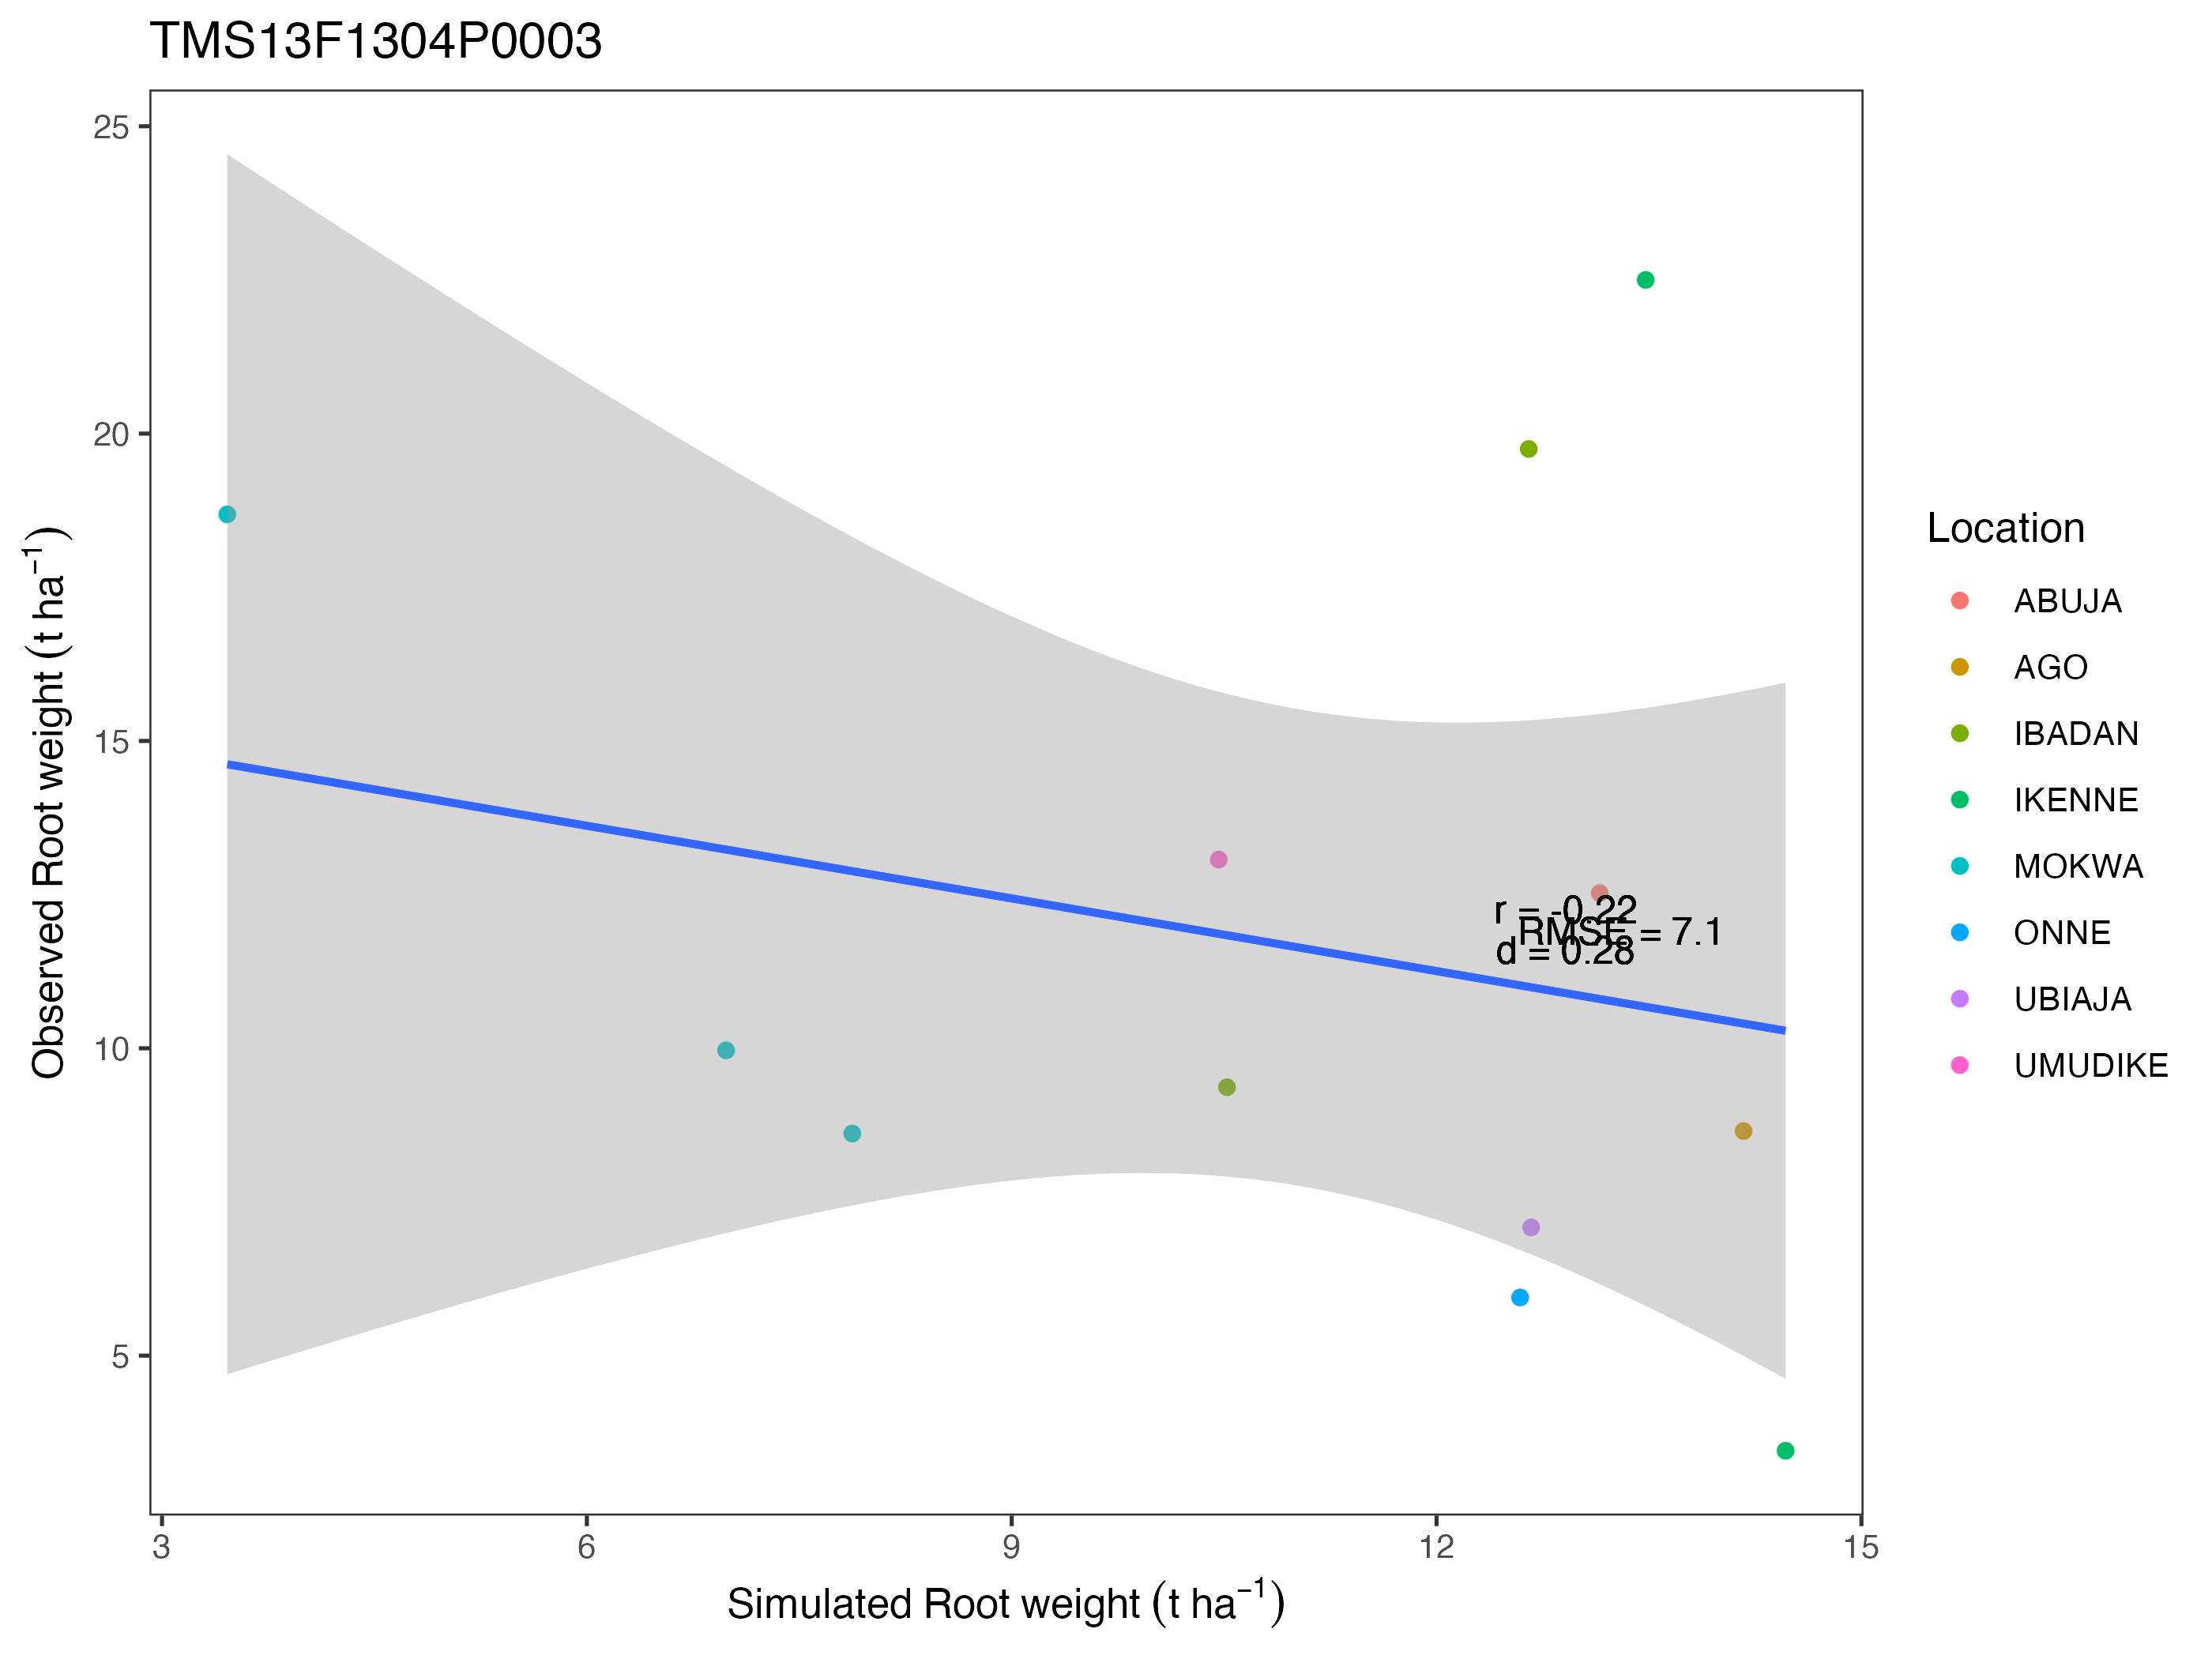 TMS13F1304P0003
25
20
15
10
5
Observed Root weight (t ha⁻¹)
r = -0.22
RMSE = 7.1
d = 0.28
3 6 9 12 15
Simulated Root weight (t ha⁻¹)
Location
ABUJA
AGO
IBADAN
IKENNE
MOKWA
ONNE
UBIAJA
UMUDIKE